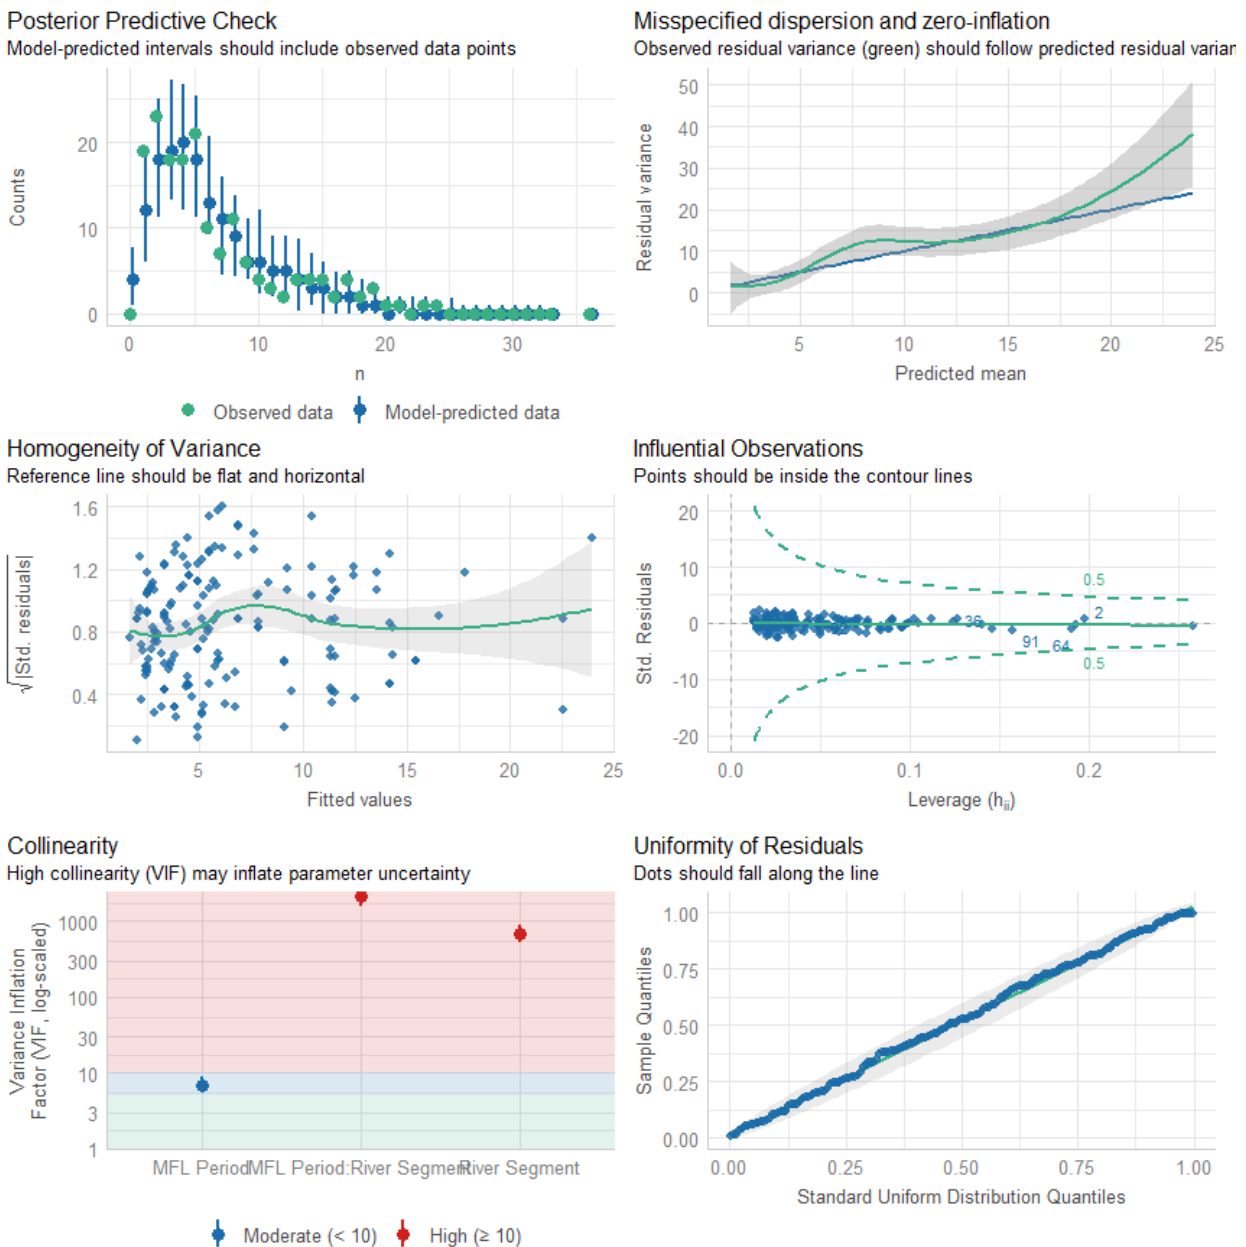 Posterior Predictive Check
Model-predicted intervals should include observed data points
Counts
20
10
0
0
10
20
30
n
Observed data
Model-predicted data
Misspecified dispersion and zero-inflation
Observed residual variance (green) should follow predicted residual varian
Residual variance
50
40
30
20
10
0
5
10
15
20
25
Predicted mean
Homogeneity of Variance
Reference line should be flat and horizontal
√|Std. residuals|
1.6
1.2
0.8
0.4
5
10
15
20
25
Fitted values
Influential Observations
Points should be inside the contour lines
Std. Residuals
20
10
0
-10
-20
0.5
36
2
91
64
0.5
0.0
0.1
0.2
Leverage (hii)
Collinearity
High collinearity (VIF) may inflate parameter uncertainty
Variance Inflation
Factor (VIF, log-scaled)
1000
300
100
30
10
3
1
MFL Period
MFL Period:River Segment
River Segment
Moderate (< 10)
High (≥ 10)
Uniformity of Residuals
Dots should fall along the line
Sample Quantiles
1.00
0.75
0.50
0.25
0.00
0.00
0.25
0.50
0.75
1.00
Standard Uniform Distribution Quantiles